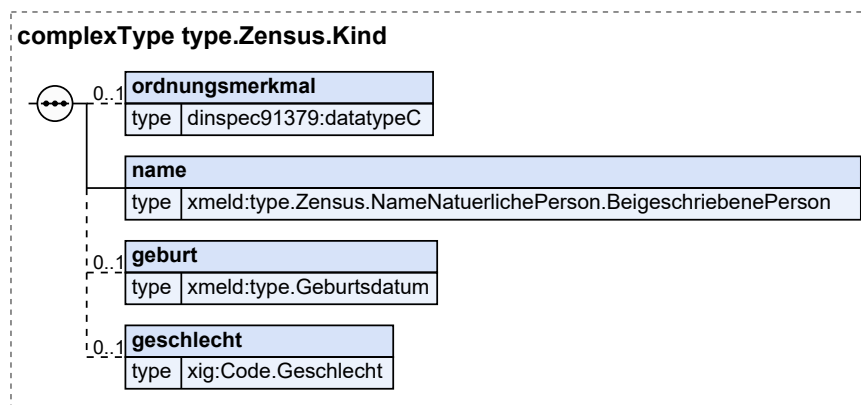 complexType type.Zensus.Kind
0..1 ordnungsmerkmal
type dinspec91379:datatypeC
name
type xmeld:type.Zensus.NameNatuerlichePerson.BeigeschriebenePerson
0..1 geburt
type xmeld:type.Geburtsdatum
0..1 geschlecht
type xig:Code.Geschlecht